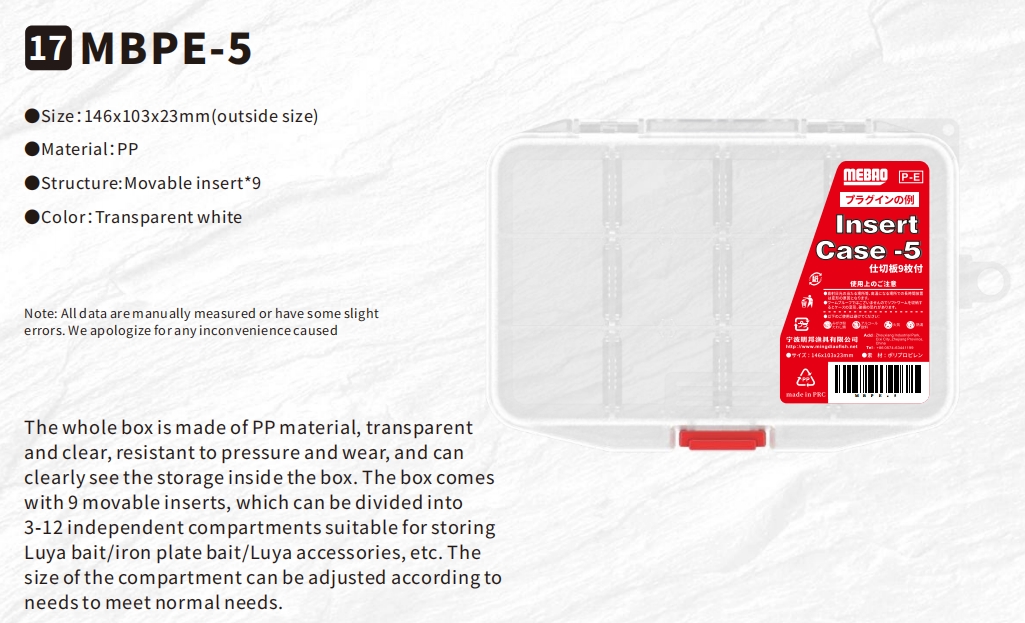 17 MBPE-5
●Size:146x103x23mm(outside size)
●Material:PP
●Structure:Movable insert*9
●Color:Transparent white
Note: All data are manually measured or have some slight
errors. We apologize for any inconvenience caused
The whole box is made of PP material, transparent
and clear, resistant to pressure and wear, and can
clearly see the storage inside the box. The box comes
with 9 movable inserts, which can be divided into
3-12 independent compartments suitable for storing
Luya bait/iron plate bait/Luya accessories, etc. The
size of the compartment can be adjusted according to
needs to meet normal needs.
MEBAO P-E
プラグインの例
Insert
Case -5
仕切板9枚付
使用上のご注意
宁波明邦渔具有限公司
http://www.mingdiaofish.net
●サイズ:146x103x23mm ●素 材:ポリプロピレン
PP
made in PRC
MBPE-5